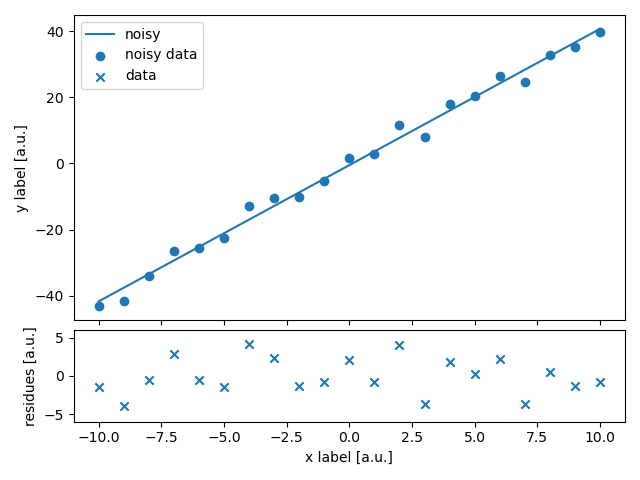 noisy
noisy data
data
40
20
0
−20
−40
y label [a.u.]
5
0
−5
residues [a.u.]
−10.0 −7.5 −5.0 −2.5 0.0 2.5 5.0 7.5 10.0
x label [a.u.]